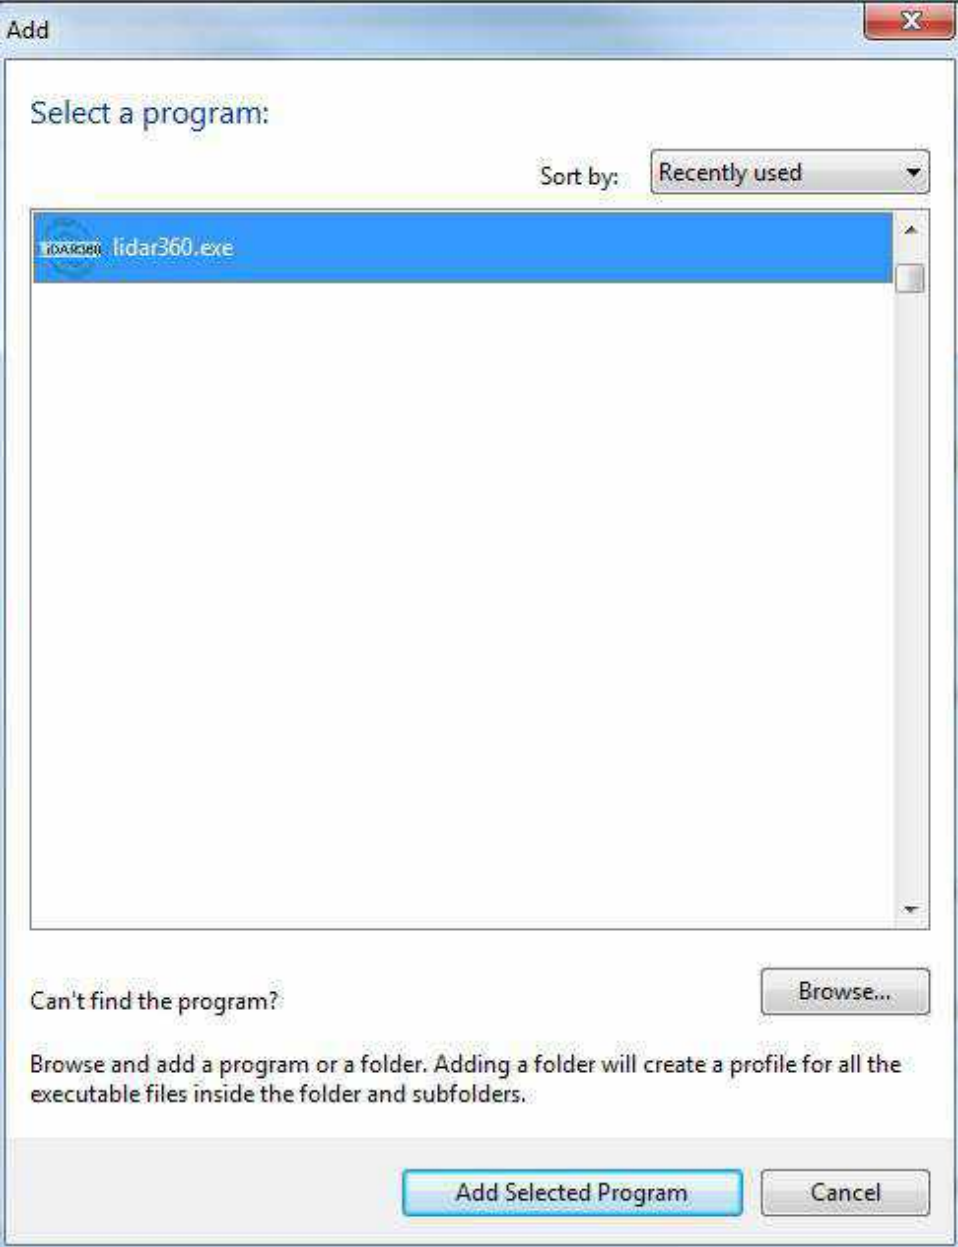 Add
Select a program:
Sort by: Recently used
LiDAR360 lidar360.exe
Can't find the program? Browse...
Browse and add a program or a folder. Adding a folder will create a profile for all the
executable files inside the folder and subfolders.
Add Selected Program Cancel